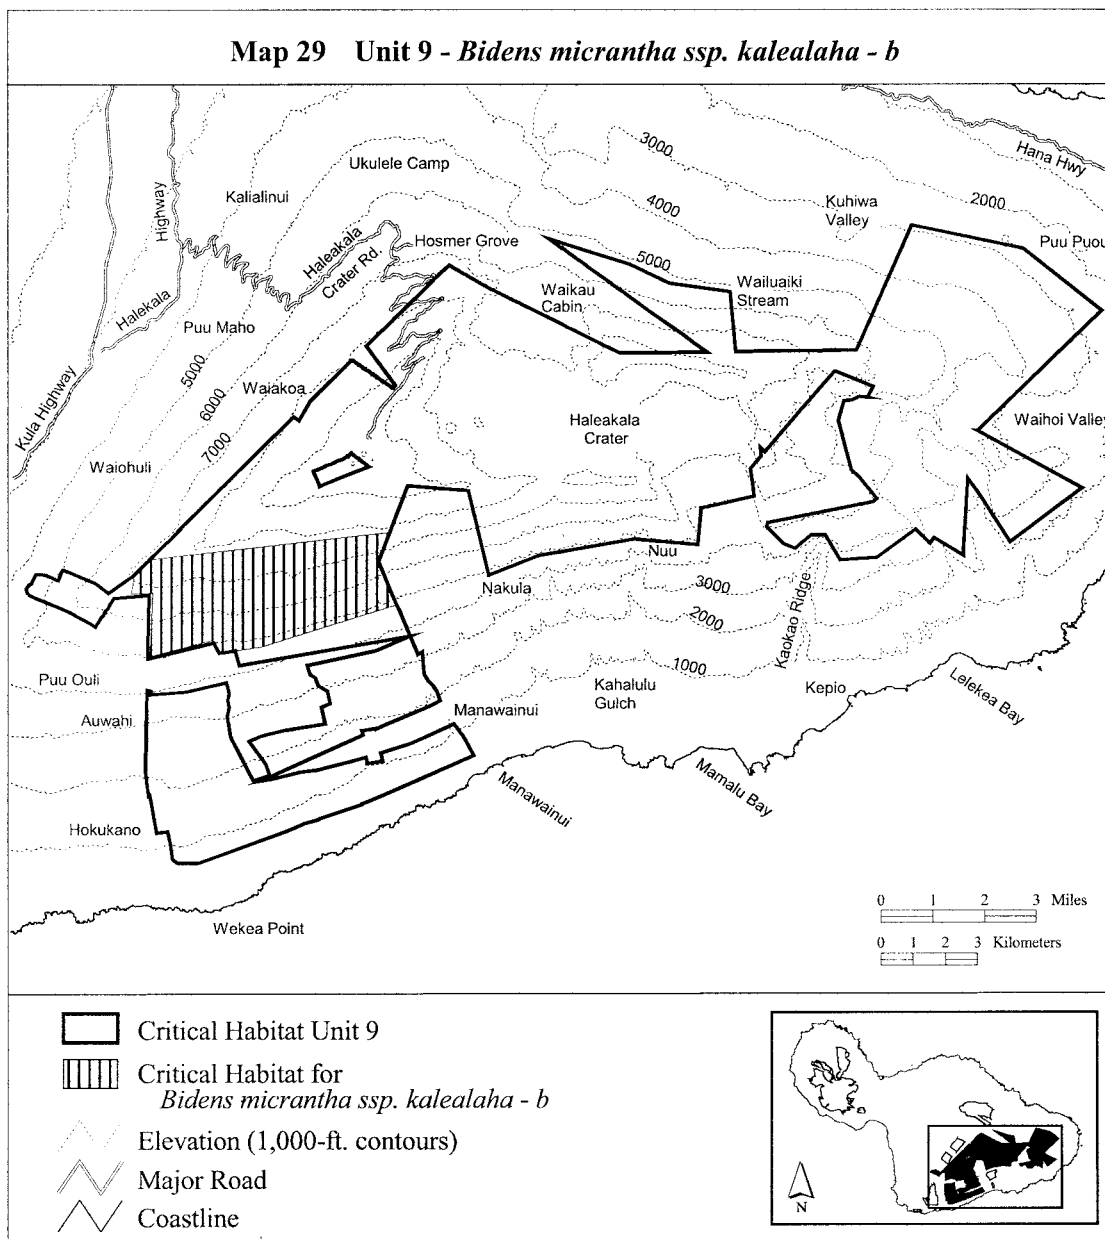 Map 29 Unit 9 - Bidens micrantha ssp. kalealaha - b
Hana Hwy
3000
Ukulele Camp
Kalialinui
Highway
4000
Kuhiwa
Valley
2000
Haleakala
Crater Rd.
Hosmer Grove
5000
Puu Puou
Waikau
Cabin
Wailuaiki
Stream
Halekala
Puu Maho
5000
6000
7000
Kula Highway
Waiakoa
Waiohuli
Haleakala
Crater
Waihoi Valley
Nuu
Nakula
3000
2000
1000
Kaokao Ridge
Puu Ouli
Auwahi
Manawainui
Kahalulu
Gulch
Kepio
Lelekea Bay
Mamalu Bay
Manawainui
Hokukano
Wekea Point
0 1 2 3 Miles
0 1 2 3 Kilometers
Critical Habitat Unit 9
Critical Habitat for
Bidens micrantha ssp. kalealaha - b
Elevation (1,000-ft. contours)
Major Road
Coastline
N